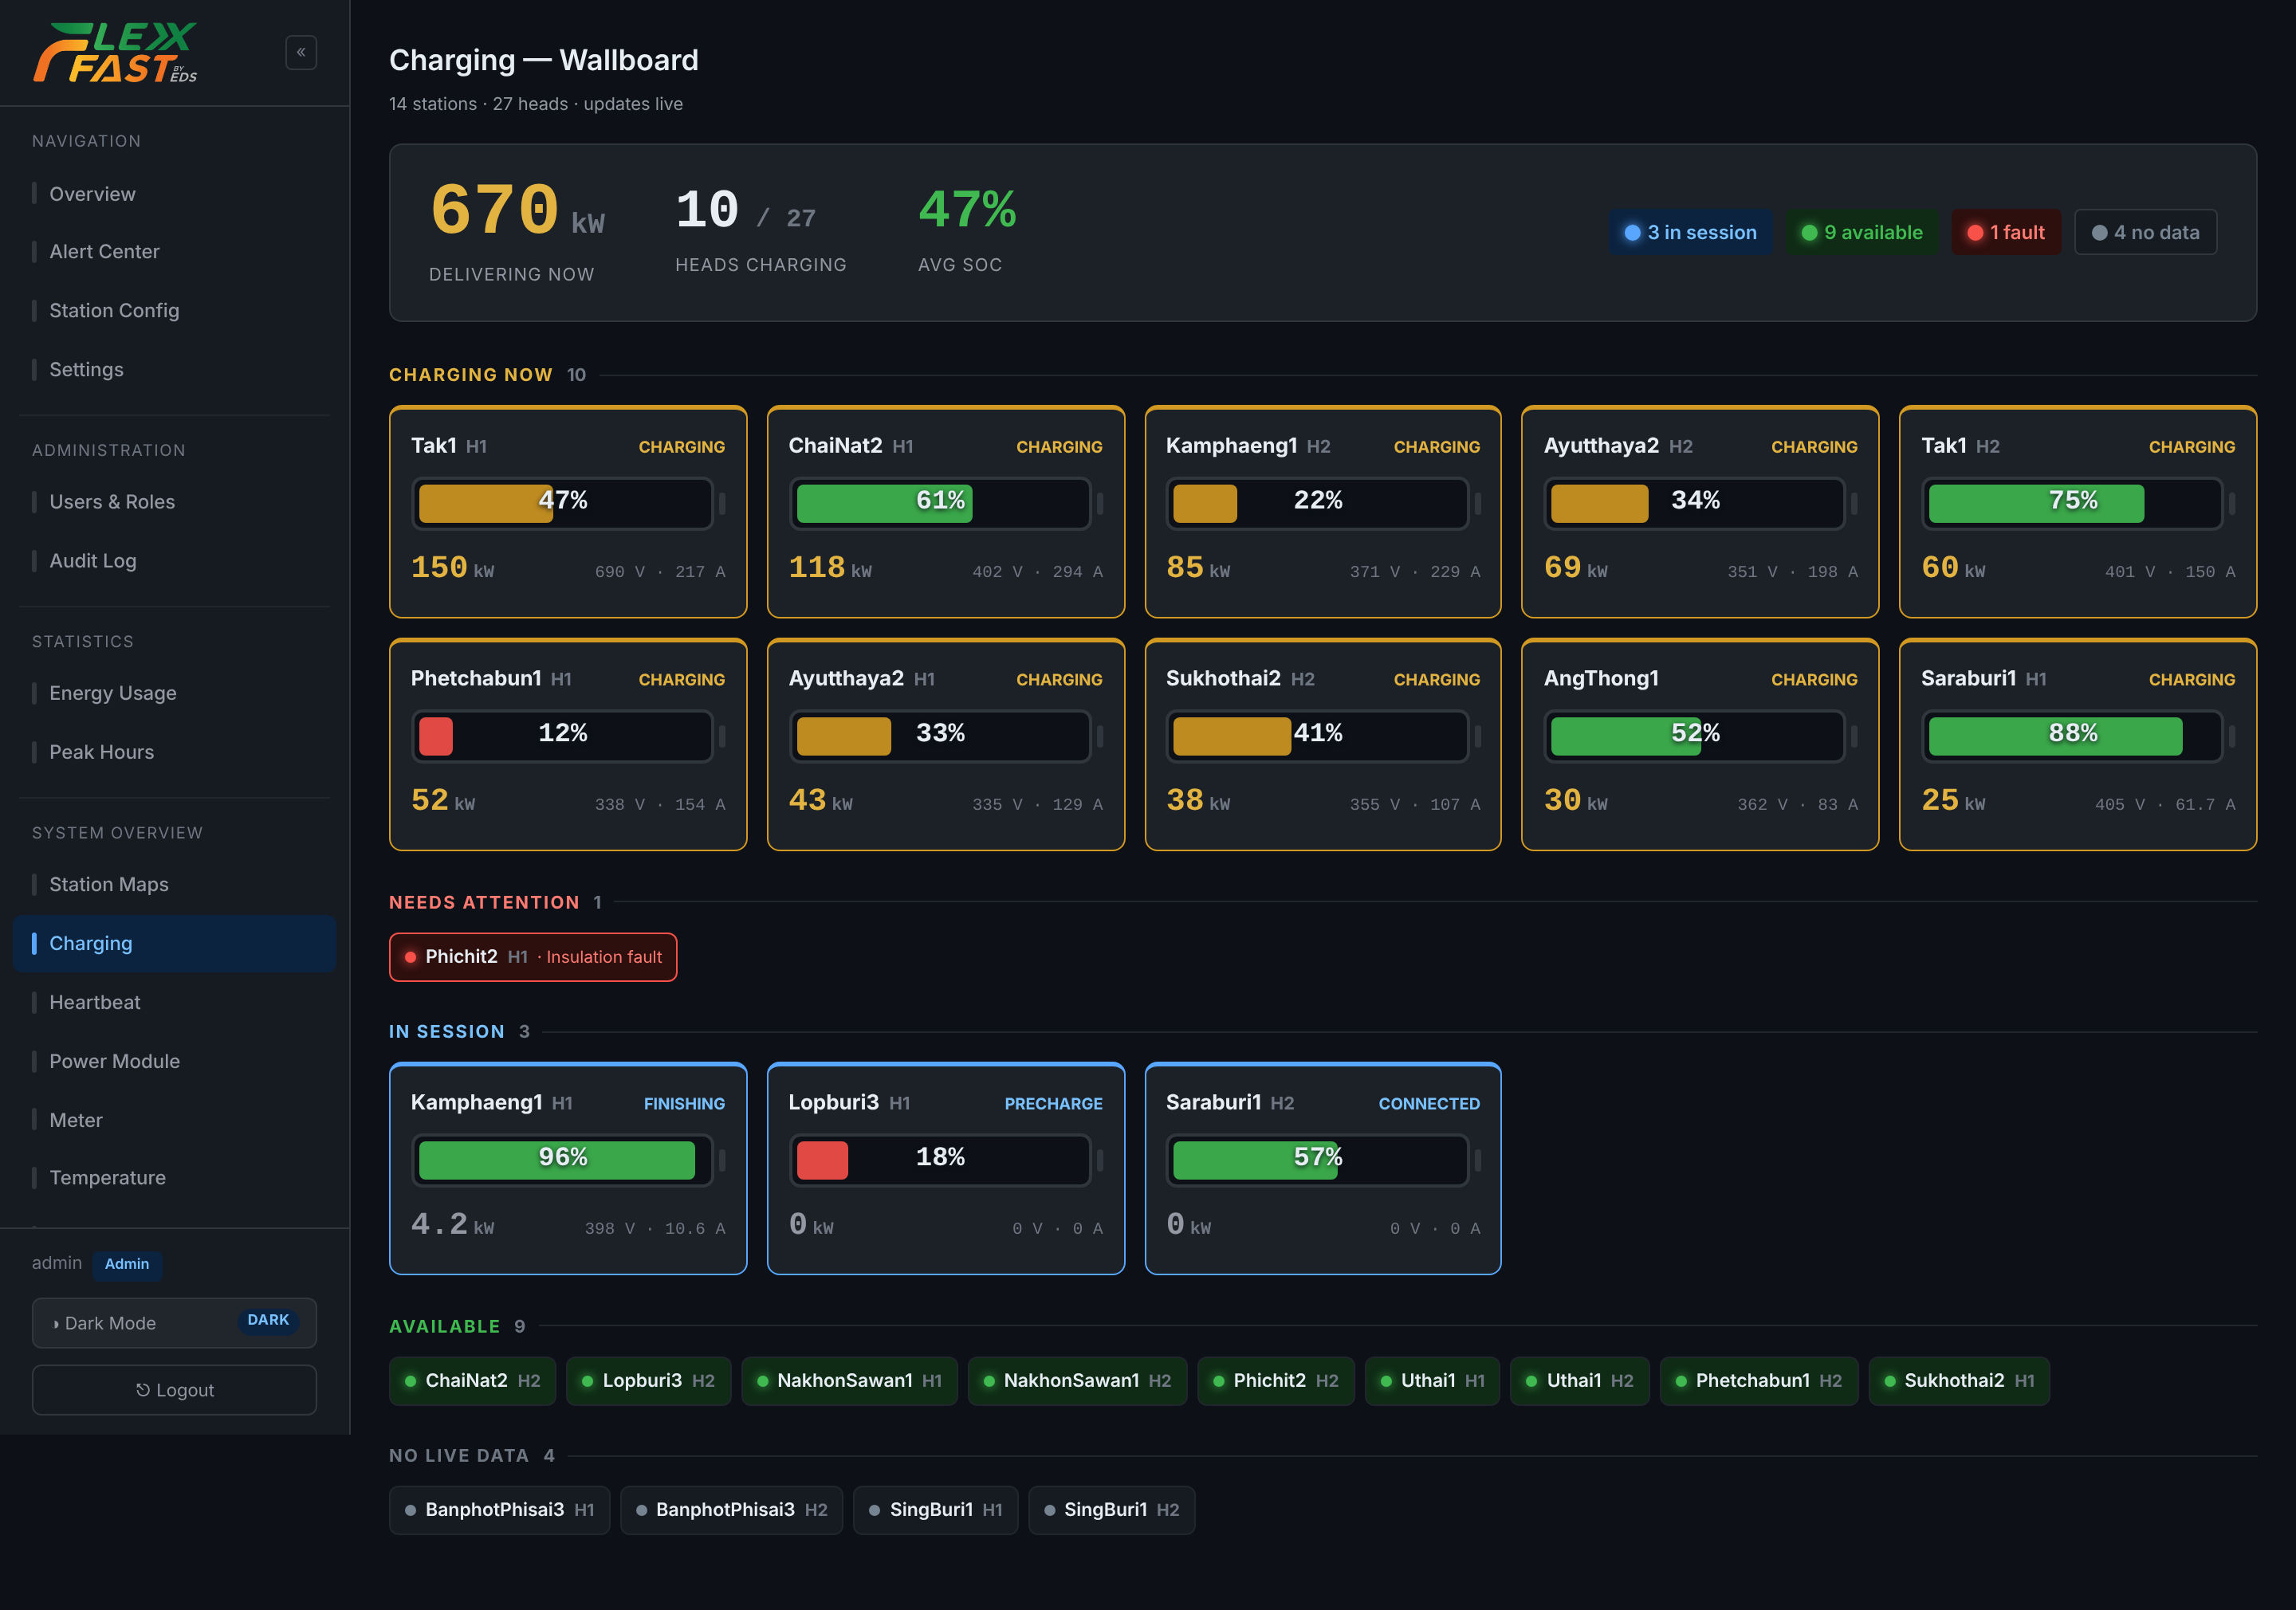 FLEXX
FAST BY EDS
«
NAVIGATION
Overview
Alert Center
Station Config
Settings
ADMINISTRATION
Users & Roles
Audit Log
STATISTICS
Energy Usage
Peak Hours
SYSTEM OVERVIEW
Station Maps
Charging
Heartbeat
Power Module
Meter
Temperature
admin Admin
Dark Mode DARK
Logout
Charging — Wallboard
14 stations · 27 heads · updates live
670 kW
DELIVERING NOW
10 / 27
HEADS CHARGING
47%
AVG SOC
3 in session
9 available
1 fault
4 no data
CHARGING NOW 10
Tak1 H1 CHARGING
47%
150 kW 690 V · 217 A
ChaiNat2 H1 CHARGING
61%
118 kW 402 V · 294 A
Kamphaeng1 H2 CHARGING
22%
85 kW 371 V · 229 A
Ayutthaya2 H2 CHARGING
34%
69 kW 351 V · 198 A
Tak1 H2 CHARGING
75%
60 kW 401 V · 150 A
Phetchabun1 H1 CHARGING
12%
52 kW 338 V · 154 A
Ayutthaya2 H1 CHARGING
33%
43 kW 335 V · 129 A
Sukhothai2 H2 CHARGING
41%
38 kW 355 V · 107 A
AngThong1 CHARGING
52%
30 kW 362 V · 83 A
Saraburi1 H1 CHARGING
88%
25 kW 405 V · 61.7 A
NEEDS ATTENTION 1
Phichit2 H1 · Insulation fault
IN SESSION 3
Kamphaeng1 H1 FINISHING
96%
4.2 kW 398 V · 10.6 A
Lopburi3 H1 PRECHARGE
18%
0 kW 0 V · 0 A
Saraburi1 H2 CONNECTED
57%
0 kW 0 V · 0 A
AVAILABLE 9
ChaiNat2 H2
Lopburi3 H2
NakhonSawan1 H1
NakhonSawan1 H2
Phichit2 H2
Uthai1 H1
Uthai1 H2
Phetchabun1 H2
Sukhothai2 H1
NO LIVE DATA 4
BanphotPhisai3 H1
BanphotPhisai3 H2
SingBuri1 H1
SingBuri1 H2